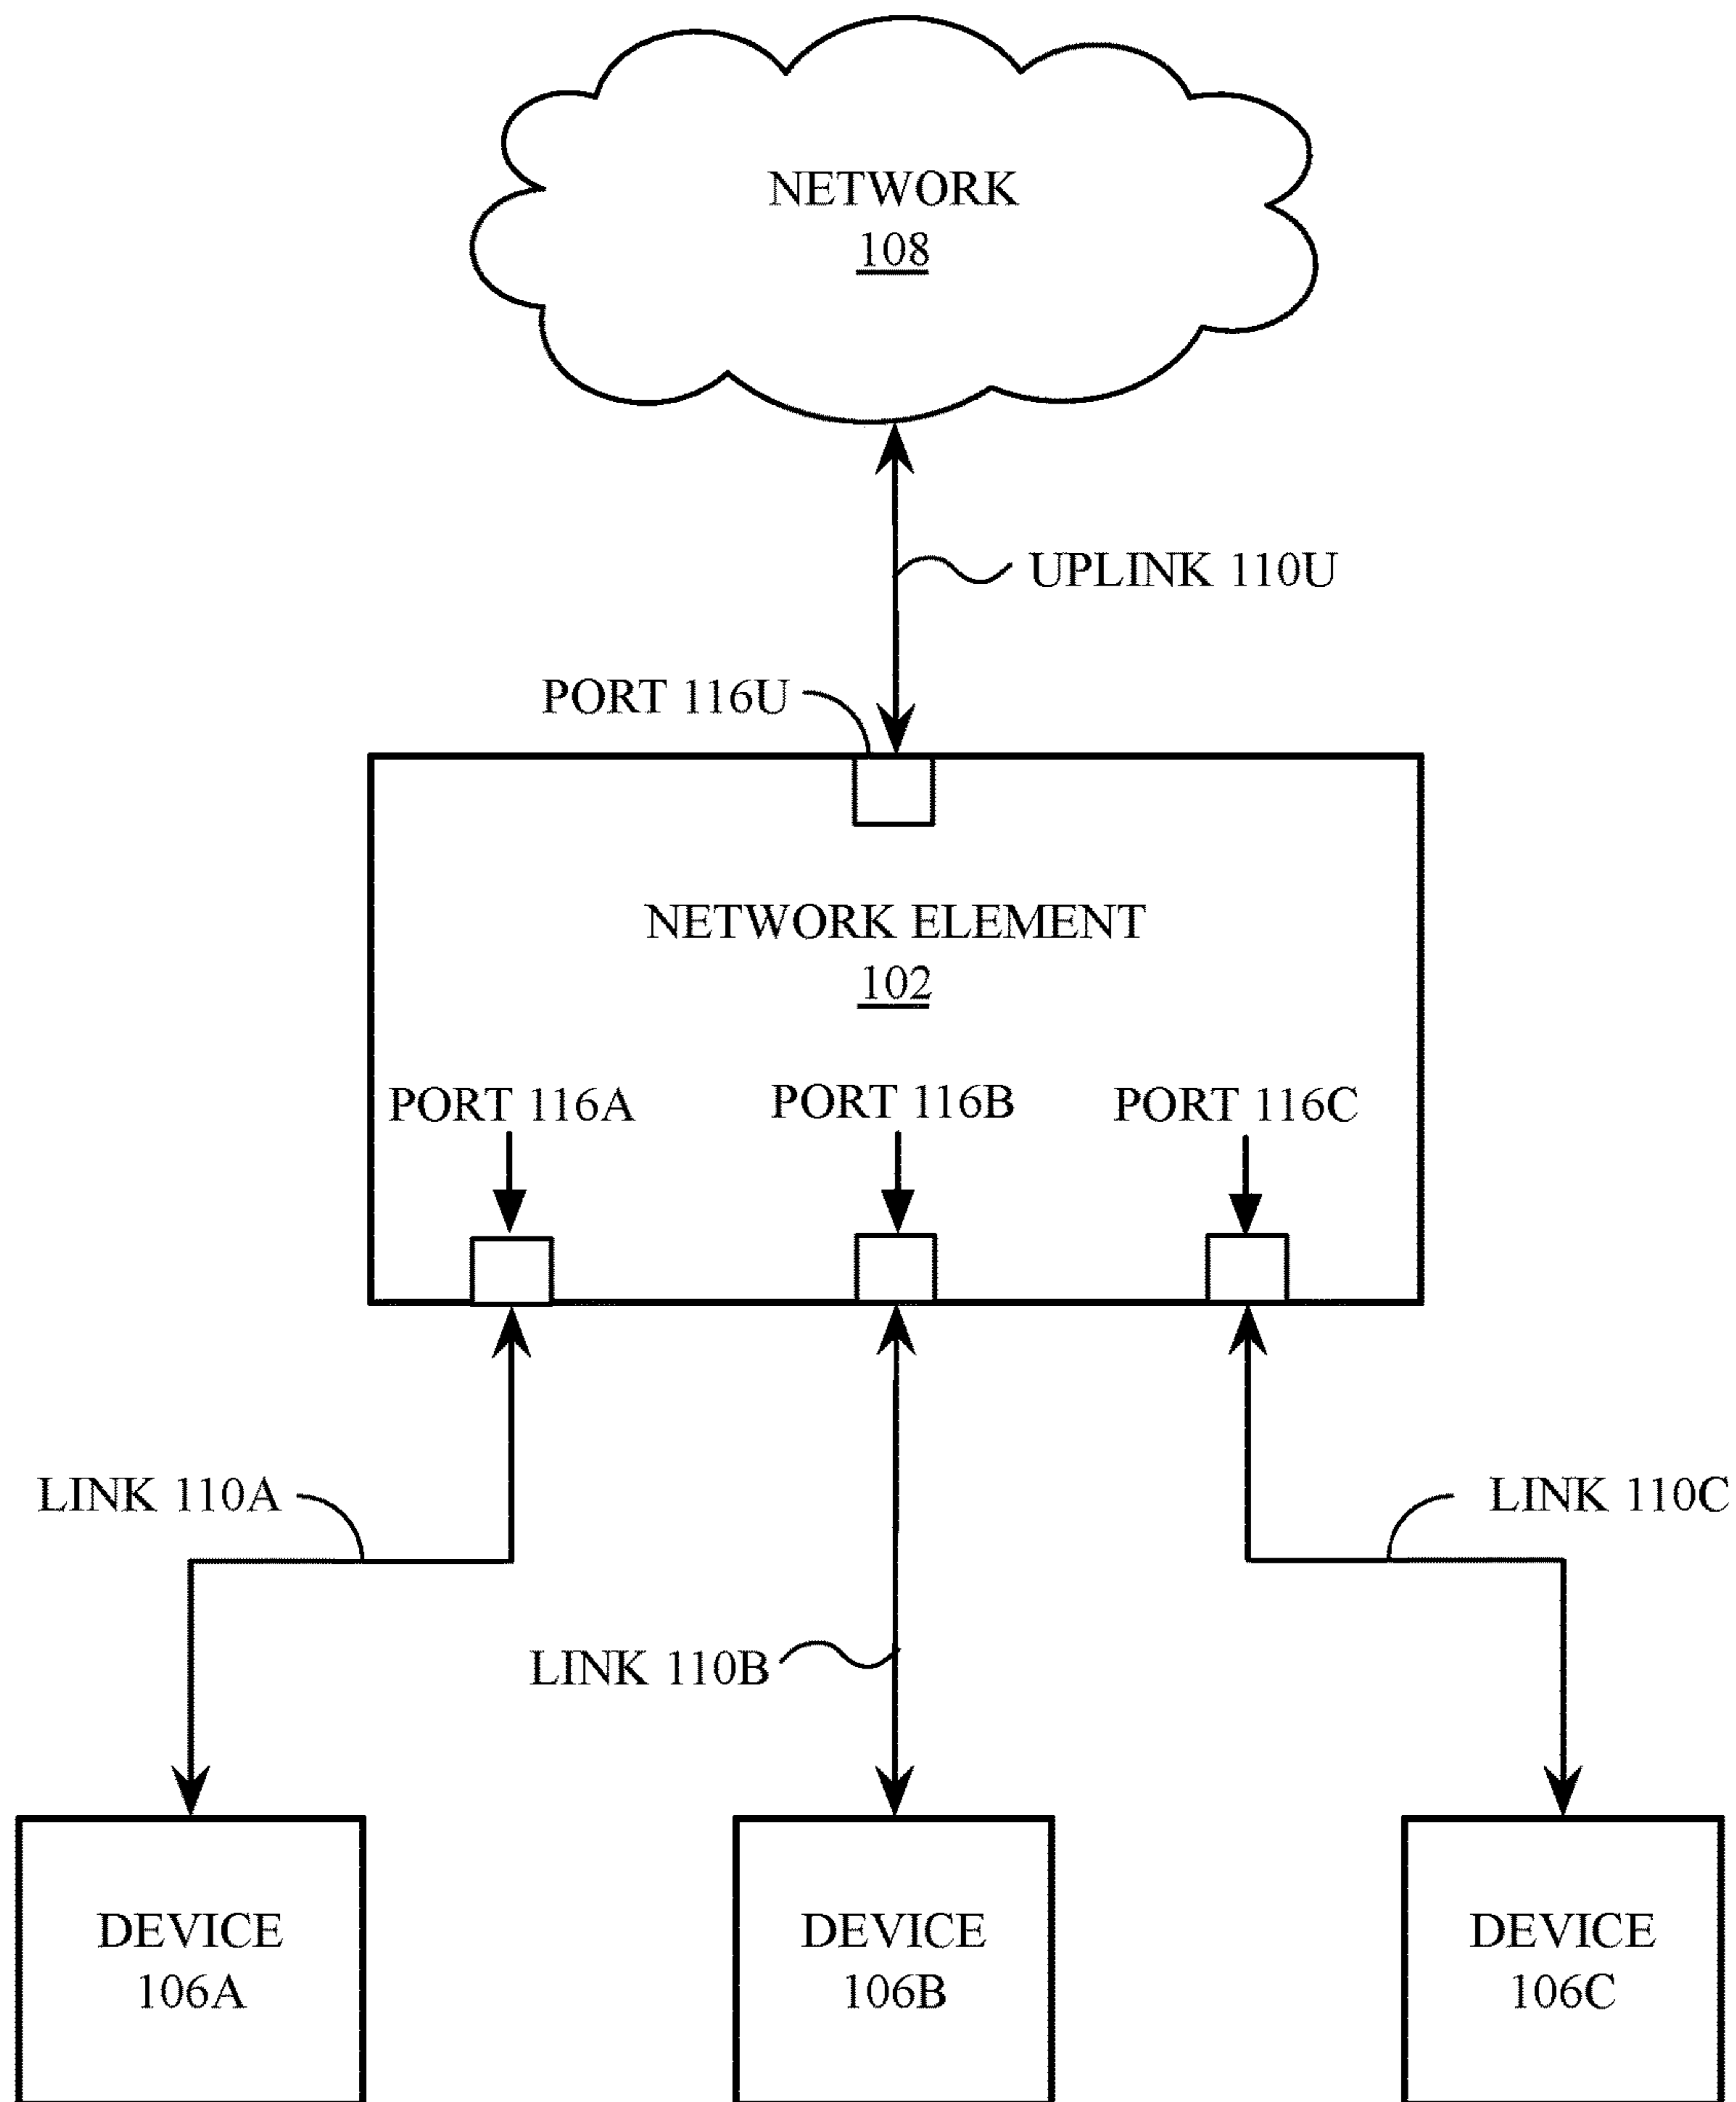 NETWORK
108
UPLINK 110U
PORT 116U
NETWORK ELEMENT
102
PORT 116A
PORT 116B
PORT 116C
LINK 110A
LINK 110C
LINK 110B
DEVICE
106A
DEVICE
106B
DEVICE
106C